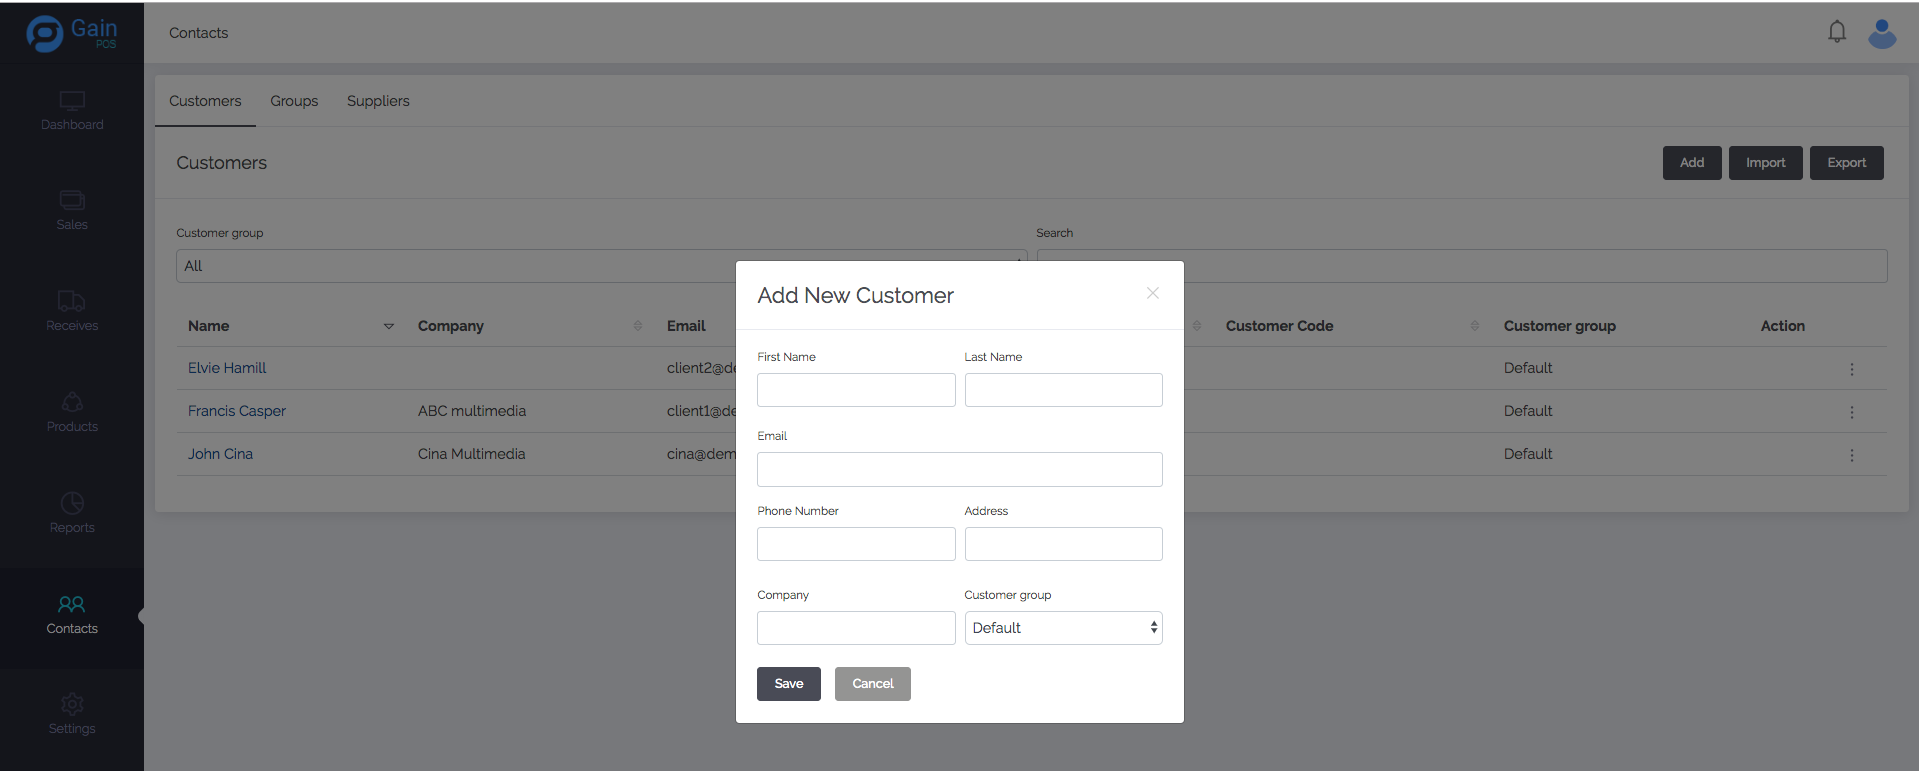 Gain
POS
Contacts
Dashboard
Sales
Receives
Products
Reports
Contacts
Settings
Customers Groups Suppliers
Customers
Add Import Export
Customer group Search
All
Name Company Email Customer Code Customer group Action
Elvie Hamill client2@de Default
Francis Casper ABC multimedia client1@de Default
John Cina Cina Multimedia cina@dem Default
Add New Customer
First Name Last Name
Email
Phone Number Address
Company Customer group
Default
Save Cancel